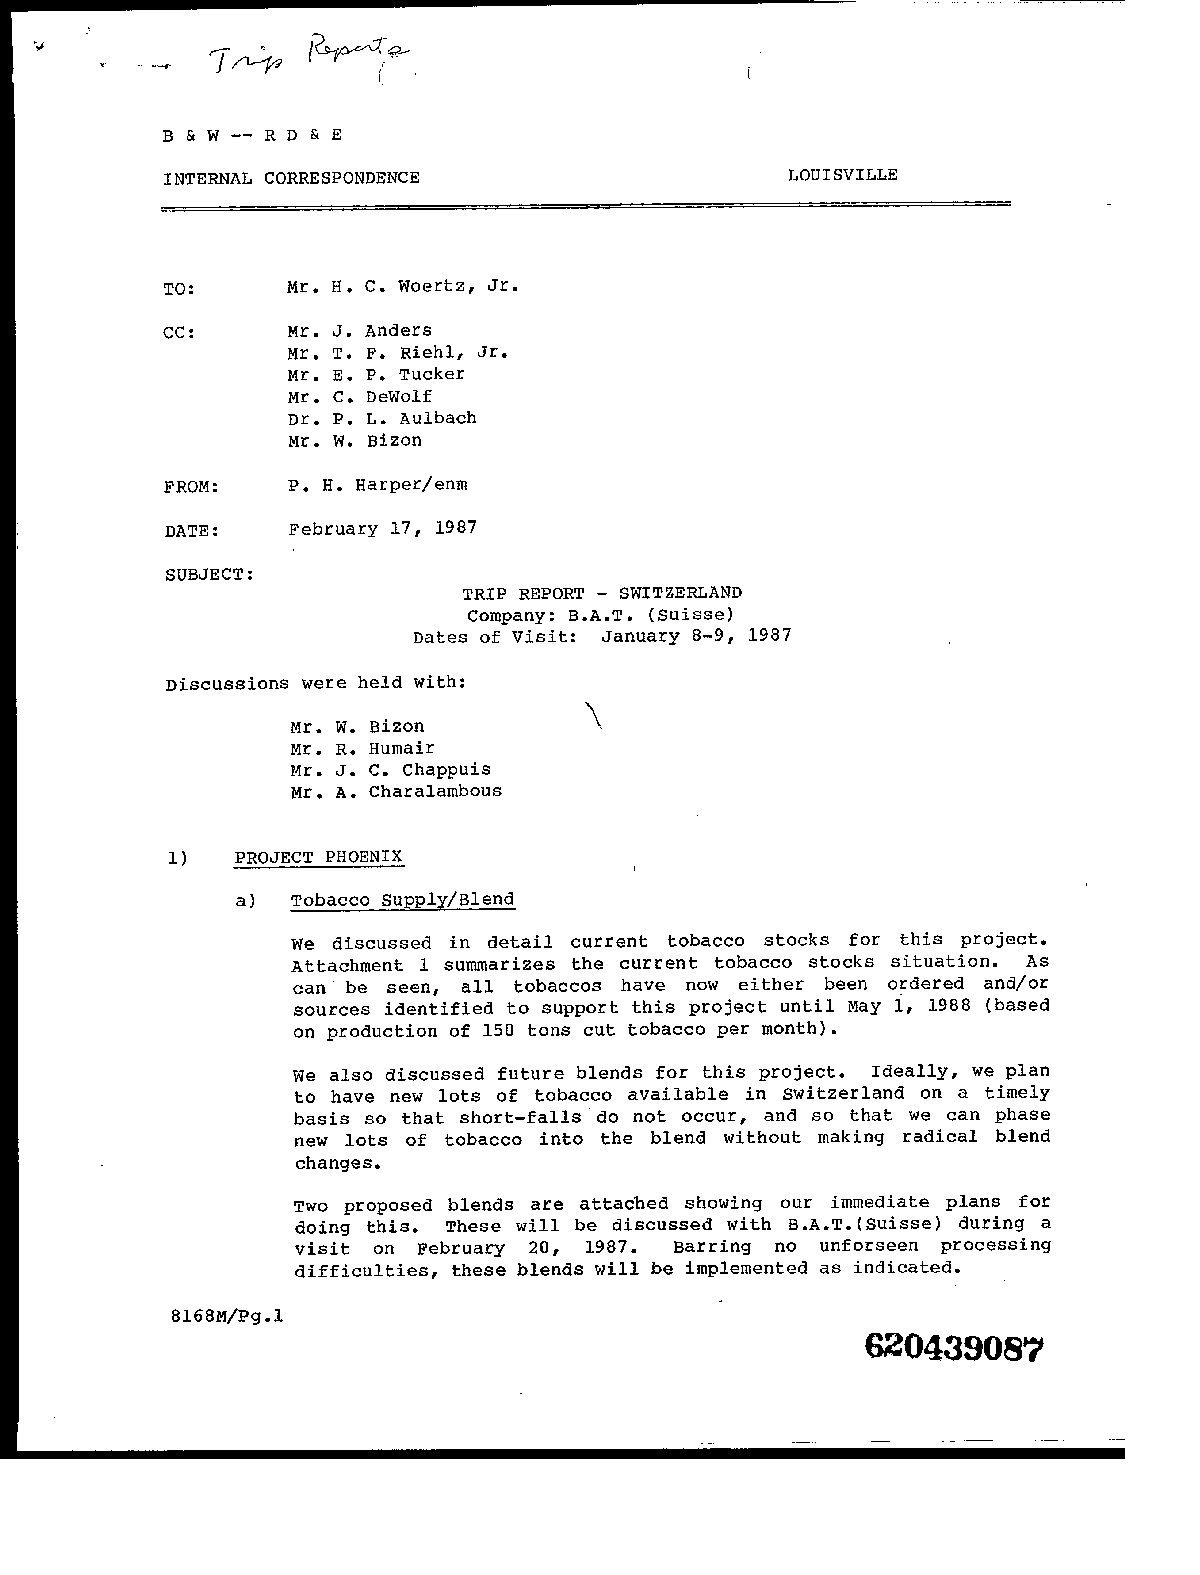 Trip Reports
B & W -- R D & E
INTERNAL CORRESPONDENCE LOUISVILLE
TO: Mr. H. C. Woertz, Jr.
CC: Mr. J. Anders
Mr. T. F. Riehl, Jr.
Mr. E. P. Tucker
Mr. C. DeWolf
Dr. P. L. Aulbach
Mr. W. Bizon
FROM: P. H. Harper/enm
DATE: February 17, 1987
SUBJECT:
TRIP REPORT - SWITZERLAND
Company: B.A.T. (Suisse)
Dates of Visit: January 8-9, 1987
Discussions were held with:
Mr. W. Bizon
Mr. R. Humair
Mr. J. C. Chappuis
Mr. A. Charalambous
1) PROJECT PHOENIX
a) Tobacco Supply/Blend
We discussed in detail current tobacco stocks for this project.
Attachment 1 summarizes the current tobacco stocks situation. As
can be seen, all tobaccos have now either been ordered and/or
sources identified to support this project until May 1, 1988 (based
on production of 150 tons cut tobacco per month).
We also discussed future blends for this project. Ideally, we plan
to have new lots of tobacco available in Switzerland on a timely
basis so that short-falls do not occur, and so that we can phase
new lots of tobacco into the blend without making radical blend
changes.
Two proposed blends are attached showing our immediate plans for
doing this. These will be discussed with B.A.T.(Suisse) during a
visit on February 20, 1987. Barring no unforseen processing
difficulties, these blends will be implemented as indicated.
8168M/Pg.1
620439087